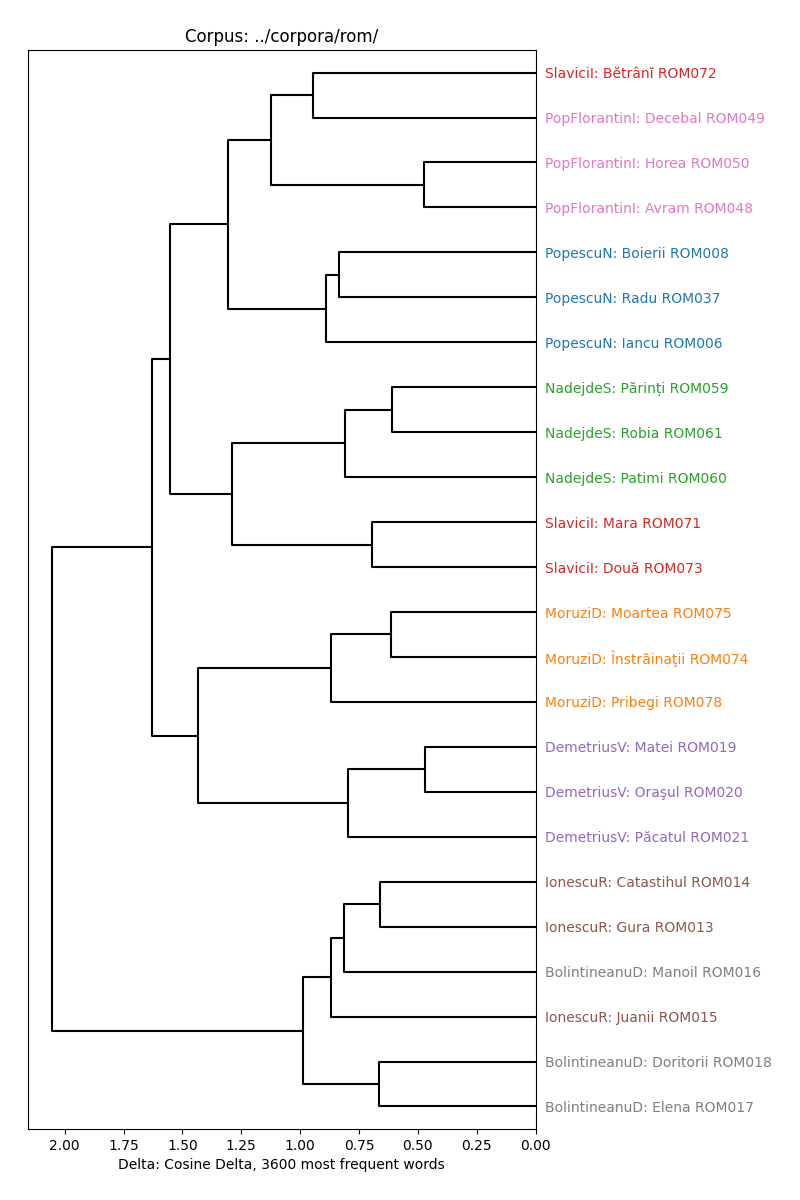 Corpus: ../corpora/rom/
SlaviciI: Bĕtrânĭ ROM072
PopFlorantinI: Decebal ROM049
PopFlorantinI: Horea ROM050
PopFlorantinI: Avram ROM048
PopescuN: Boierii ROM008
PopescuN: Radu ROM037
PopescuN: Iancu ROM006
NadejdeS: Părinți ROM059
NadejdeS: Robia ROM061
NadejdeS: Patimi ROM060
SlaviciI: Mara ROM071
SlaviciI: Două ROM073
MoruziD: Moartea ROM075
MoruziD: Înstrăinaţii ROM074
MoruziD: Pribegi ROM078
DemetriusV: Matei ROM019
DemetriusV: Oraşul ROM020
DemetriusV: Păcatul ROM021
IonescuR: Catastihul ROM014
IonescuR: Gura ROM013
BolintineanuD: Manoil ROM016
IonescuR: Juanii ROM015
BolintineanuD: Doritorii ROM018
BolintineanuD: Elena ROM017
2.00 1.75 1.50 1.25 1.00 0.75 0.50 0.25 0.00
Delta: Cosine Delta, 3600 most frequent words